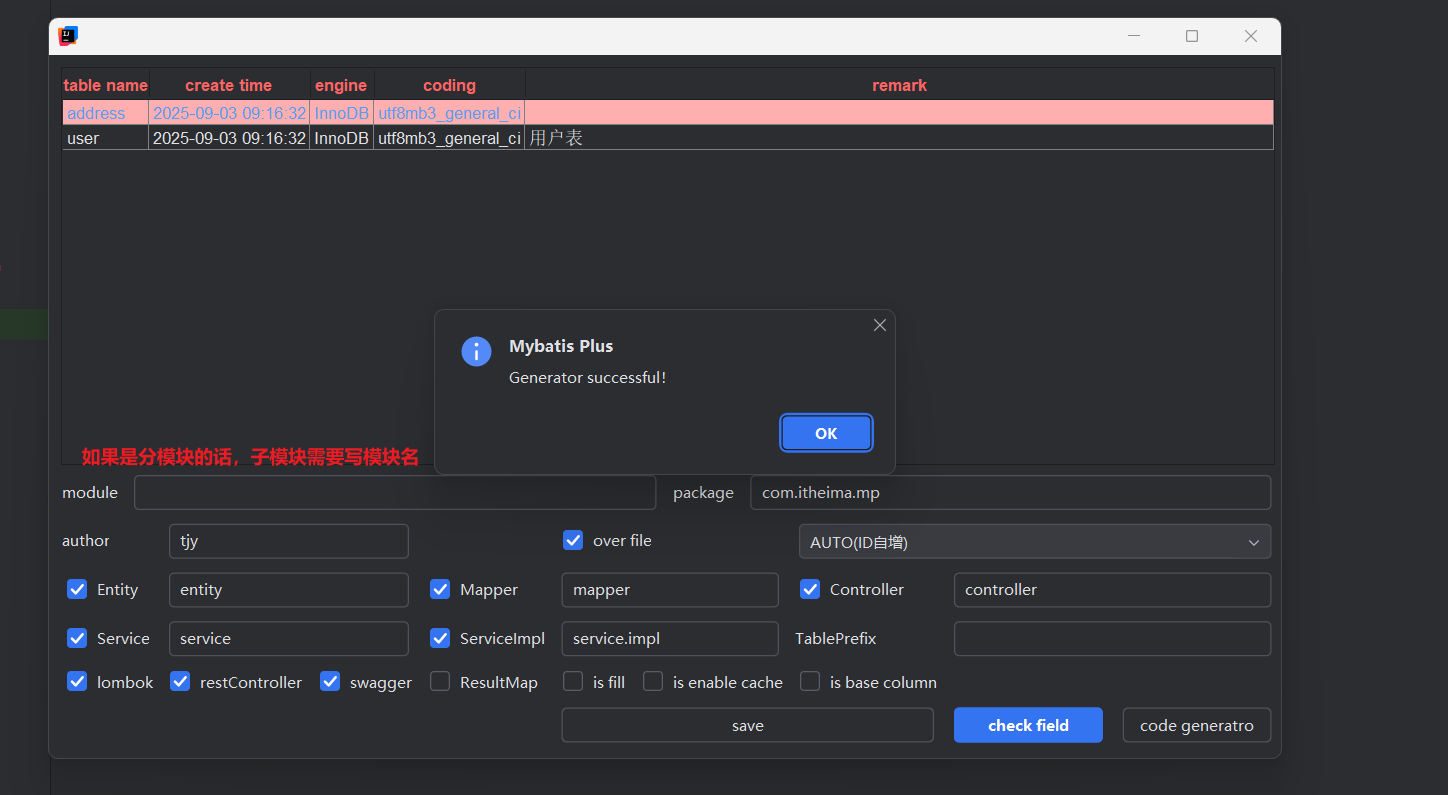 table name create time engine coding remark
address 2025-09-03 09:16:32 InnoDB utf8mb3_general_ci
user 2025-09-03 09:16:32 InnoDB utf8mb3_general_ci 用户表
Mybatis Plus
Generator successful!
OK
如果是分模块的话，子模块需要写模块名
module package com.itheima.mp
author tjy over file AUTO(ID自增)
Entity entity Mapper mapper Controller controller
Service service ServiceImpl service.impl TablePrefix
lombok restController swagger ResultMap is fill is enable cache is base column
save check field code generatro